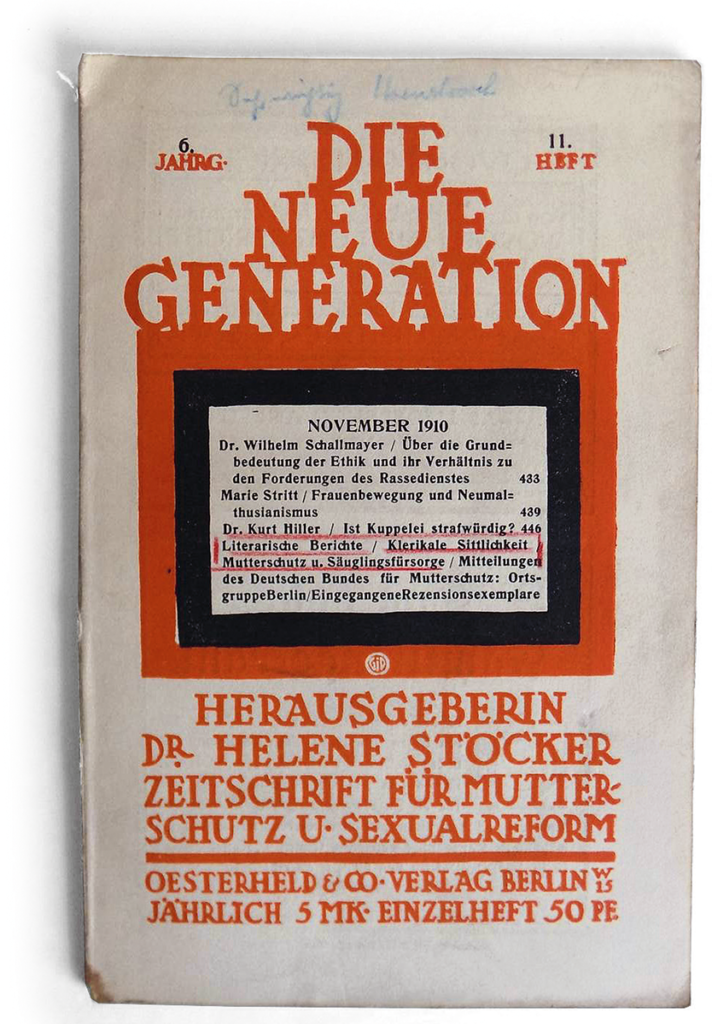 6.
JAHRG·
11.
HEFT
DIE
NEUE
GENERATION
NOVEMBER 1910
Dr. Wilhelm Schallmayer / Über die Grund=
bedeutung der Ethik und ihr Verhältnis zu
den Forderungen des Rassedienstes 433
Marie Stritt / Frauenbewegung und Neumal=
thusianismus 439
Dr. Kurt Hiller / Ist Kuppelei strafwürdig? 446
Literarische Berichte / Klerikale Sittlichkeit /
Mutterschutz u. Säuglingsfürsorge / Mitteilungen
des Deutschen Bundes für Mutterschutz: Orts-
gruppeBerlin/EingegangeneRezensionsexemplare
HERAUSGEBERIN
DR. HELENE STÖCKER
ZEITSCHRIFT FÜR MUTTER-
SCHUTZ U· SEXUALREFORM
OESTERHELD & CO·VERLAG BERLIN W 15
JÄHRLICH 5 MK· EINZELHEFT 50 PF.